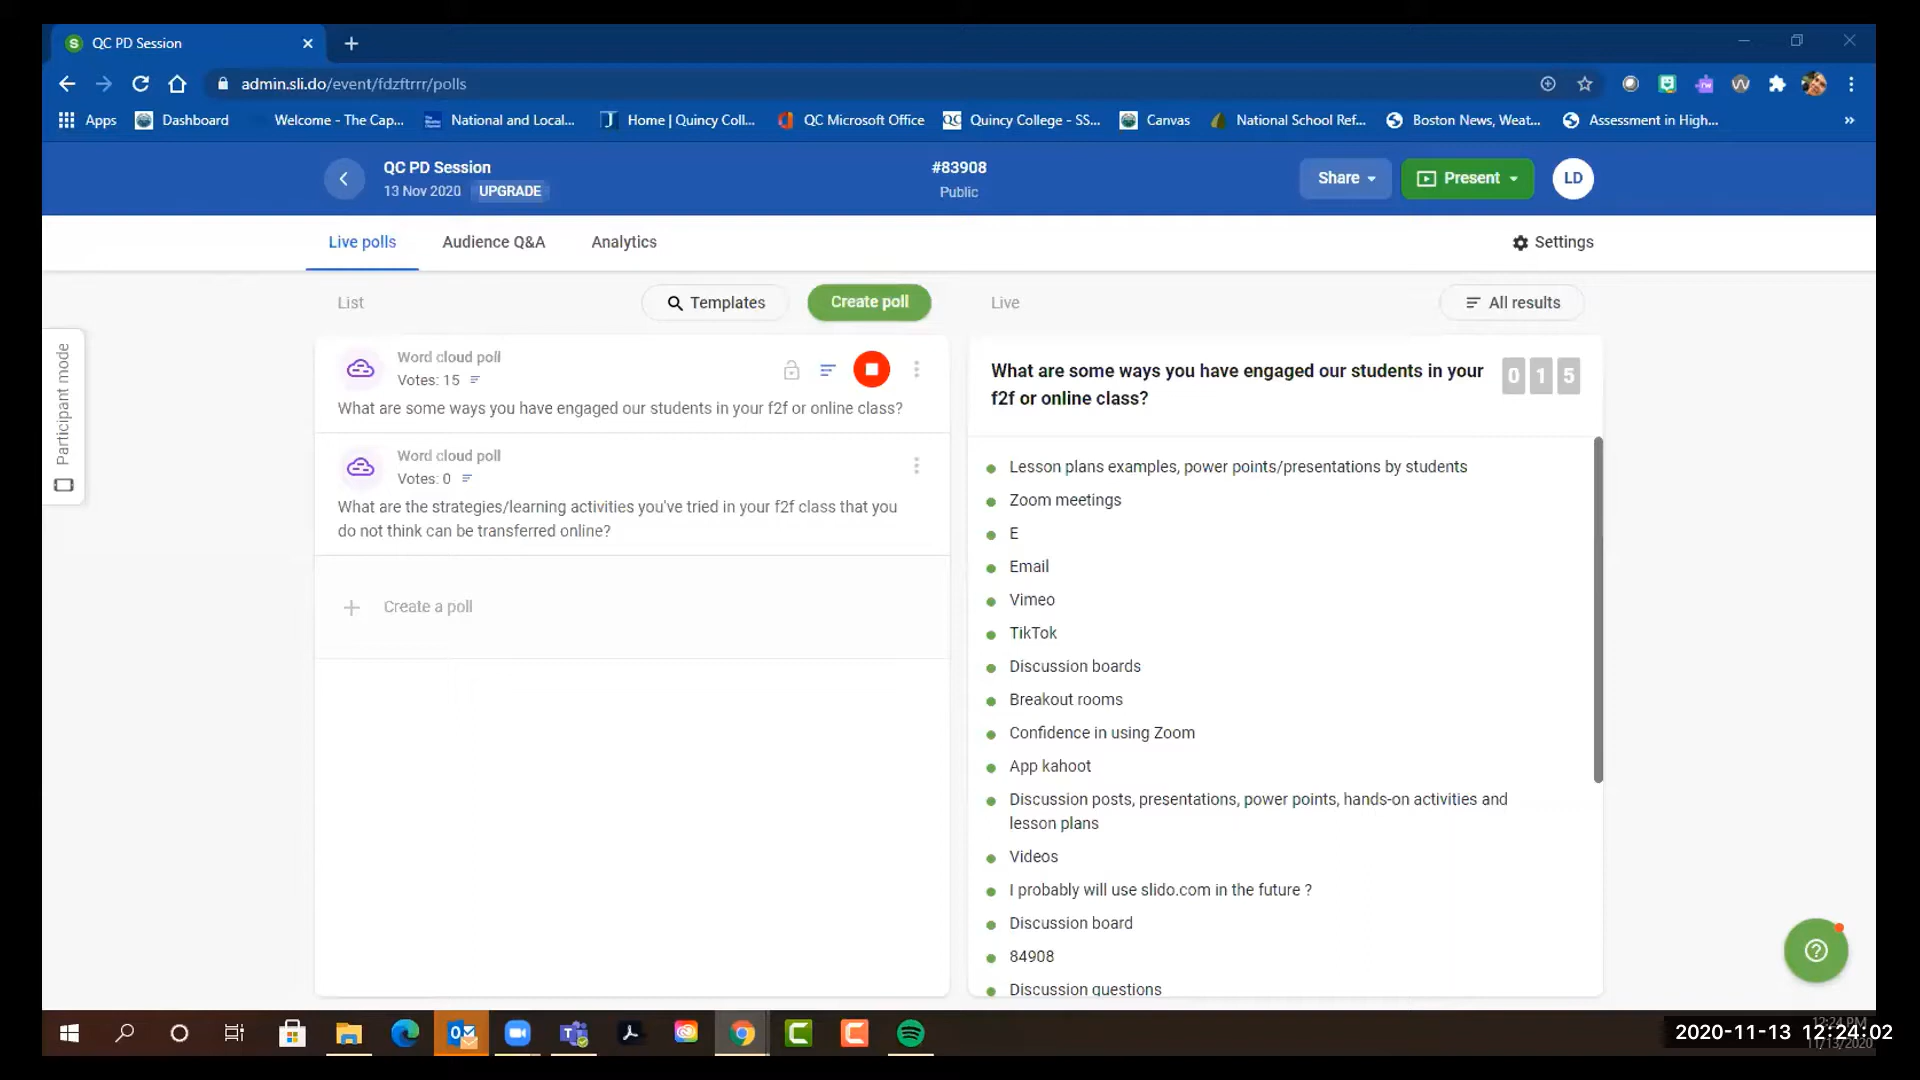 S QC PD Session
admin.sli.do/event/fdzftrrr/polls
Apps Dashboard Welcome - The Cap... National and Local... Home | Quincy Coll... QC Microsoft Office QC Quincy College - SS... Canvas National School Ref... Boston News, Weat... Assessment in High...
QC PD Session
13 Nov 2020 UPGRADE
#83908
Public
Share
Present
LD
Live polls Audience Q&A Analytics Settings
Participant mode
List Templates Create poll
Word cloud poll
Votes: 15
What are some ways you have engaged our students in your f2f or online class?
Word cloud poll
Votes: 0
What are the strategies/learning activities you've tried in your f2f class that you
do not think can be transferred online?
Create a poll
Live All results
What are some ways you have engaged our students in your
f2f or online class?
0 1 5
Lesson plans examples, power points/presentations by students
Zoom meetings
E
Email
Vimeo
TikTok
Discussion boards
Breakout rooms
Confidence in using Zoom
App kahoot
Discussion posts, presentations, power points, hands-on activities and
lesson plans
Videos
I probably will use slido.com in the future ?
Discussion board
84908
Discussion questions
12:24 PM
2020-11-13 12:24:02
11/13/2020